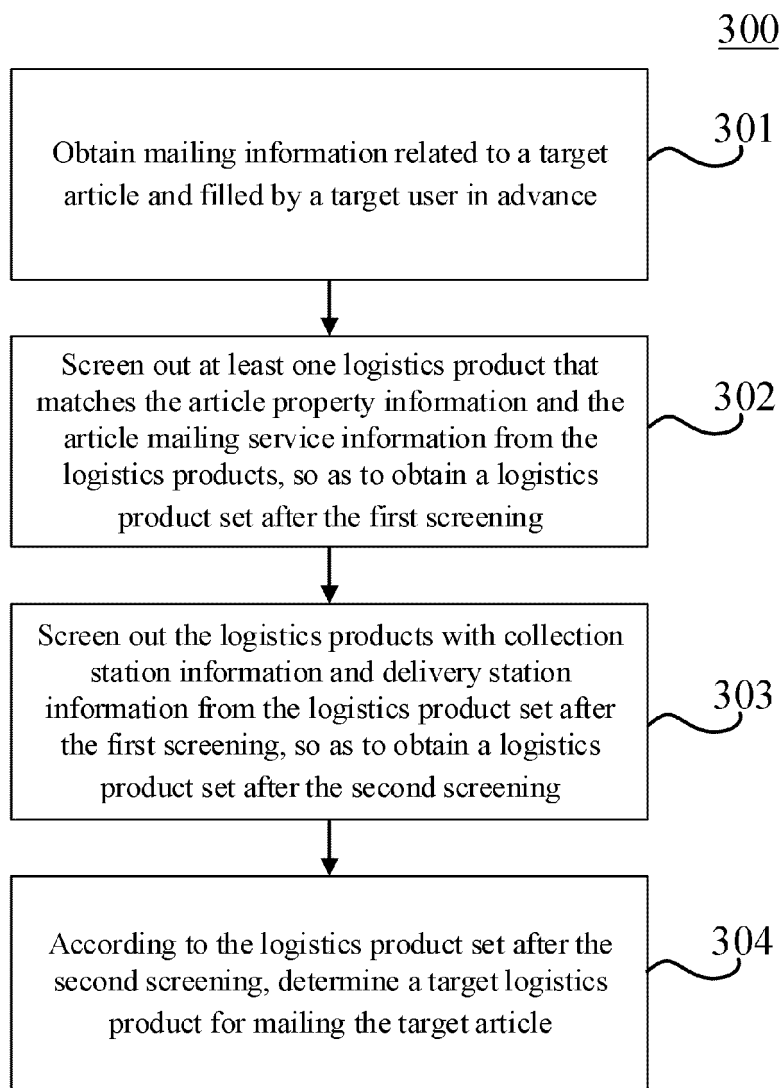 300
Obtain mailing information related to a target
article and filled by a target user in advance
301
Screen out at least one logistics product that
matches the article property information and the
article mailing service information from the
logistics products, so as to obtain a logistics
product set after the first screening
302
Screen out the logistics products with collection
station information and delivery station
information from the logistics product set after
the first screening, so as to obtain a logistics
product set after the second screening
303
According to the logistics product set after the
second screening, determine a target logistics
product for mailing the target article
304